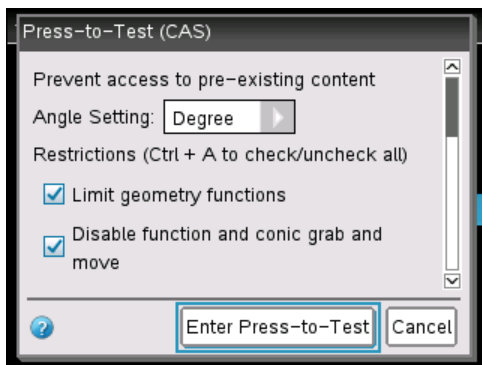 Press-to-Test (CAS)
Prevent access to pre-existing content
Angle Setting: Degree
Restrictions (Ctrl + A to check/uncheck all)
Limit geometry functions
Disable function and conic grab and
move
? Enter Press-to-Test Cancel